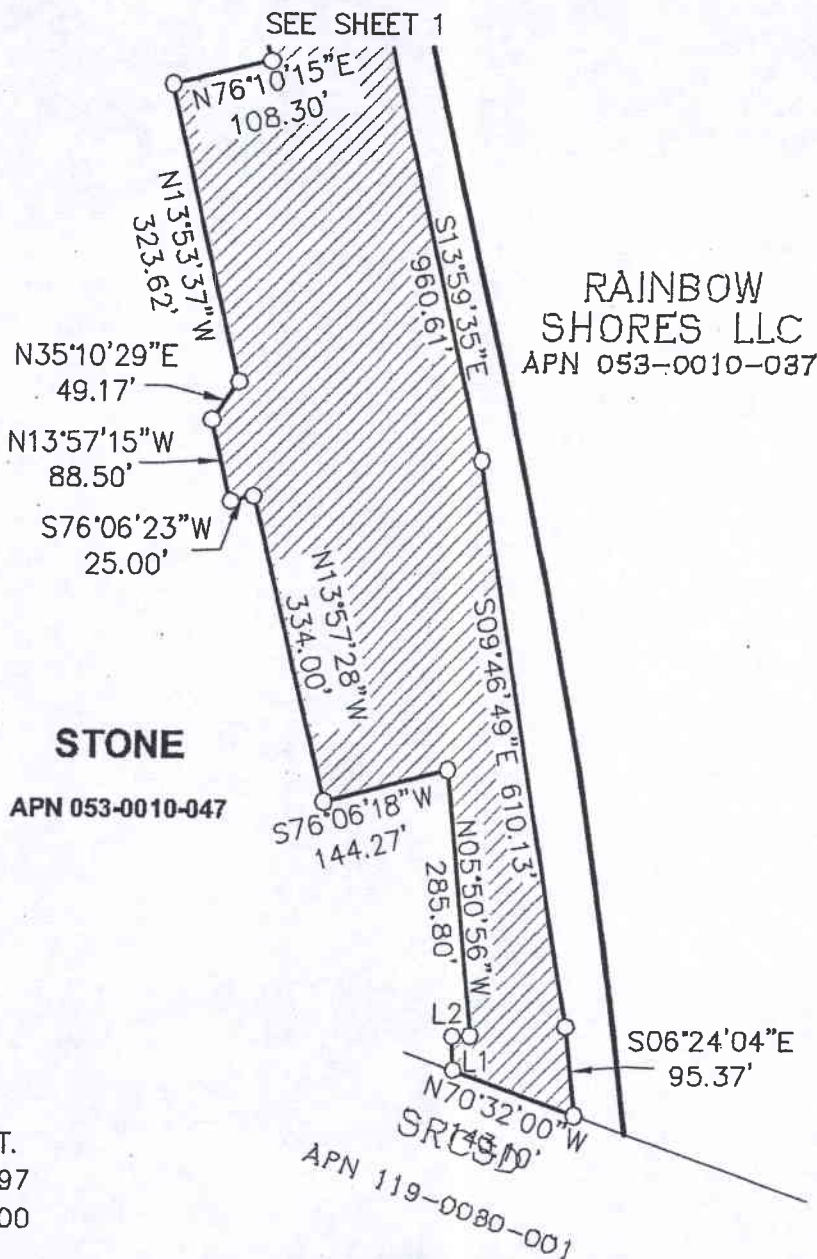 SEE SHEET 1
N76°10'15"E
108.30'
N13°53'37"W
323.62'
S13°59'35"E
960.61'
RAINBOW
SHORES LLC
APN 053-0010-037
N35°10'29"E
49.17'
N13°57'15"W
88.50'
S76°06'23"W
25.00'
N13°57'28"W
334.00'
S09°46'49"E 610.13'
STONE
APN 053-0010-047
S76°06'18"W
144.27'
N05°50'56"W
285.80'
L2
L1
S06°24'04"E
95.37'
N70°32'00"W
SRCSD
APN 119-0080-001
T.
97
00